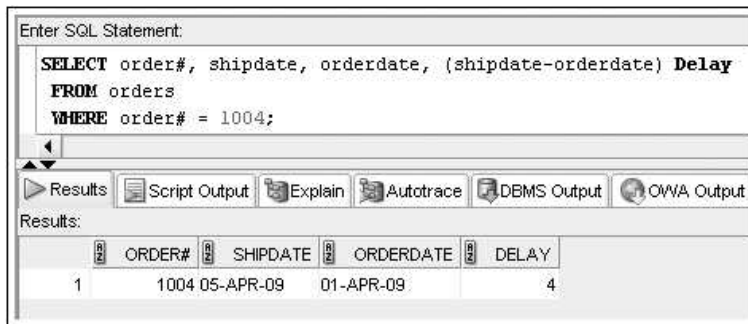 Enter SQL Statement:
SELECT order#, shipdate, orderdate, (shipdate-orderdate) Delay
FROM orders
WHERE order# = 1004;
Results Script Output Explain Autotrace DBMS Output OWA Output
Results:
ORDER# SHIPDATE ORDERDATE DELAY
1 1004 05-APR-09 01-APR-09 4